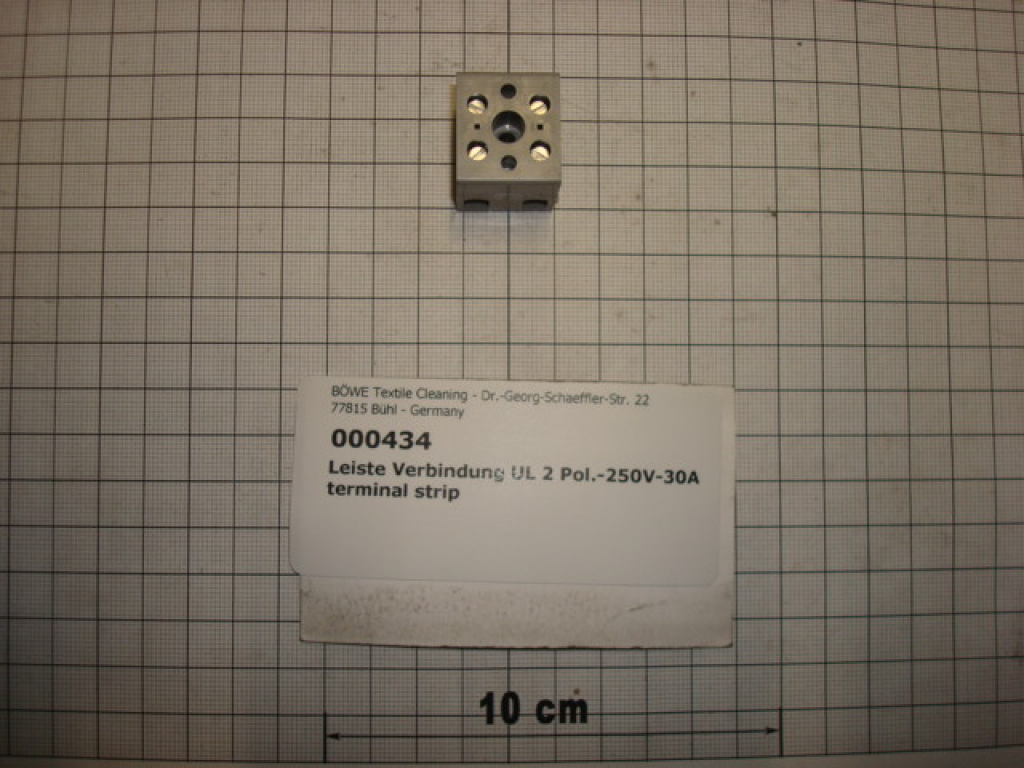 BÖWE Textile Cleaning - Dr.-Georg-Schaeffler-Str. 22
77815 Bühl - Germany
000434
Leiste Verbindung UL 2 Pol.-250V-30A
terminal strip
10 cm